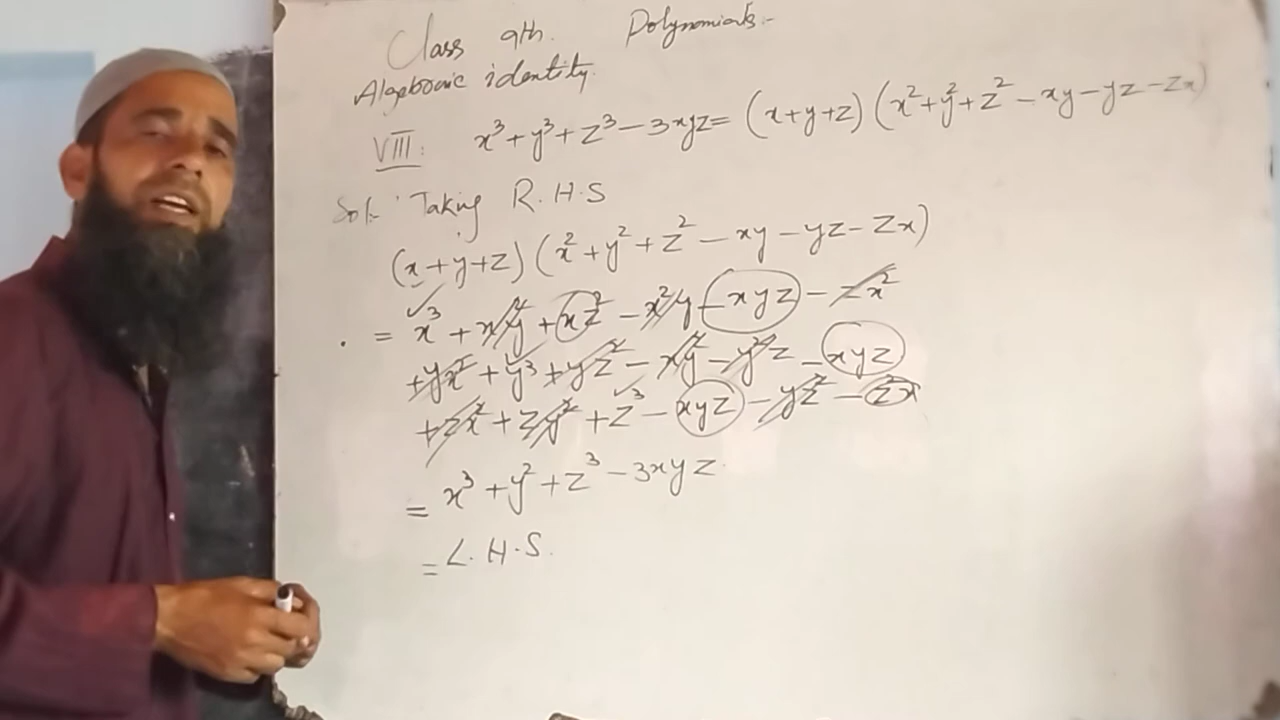 Class 9th. Polynomials:-
Algebraic identity.
VIII: x³+y³+z³-3xyz= (x+y+z) (x²+y²+z²-xy-yz-zx)
Sol: Taking R.H.S
(x+y+z) (x²+y²+z²-xy-yz-zx)
= x³+xy²+xz²-x²y-xyz-zx²
+yx²+y³+yz²-xy²-y²z-xyz
+zx²+zy²+z³-xyz-yz²-z²x
= x³+y²+z³-3xyz
= L.H.S.